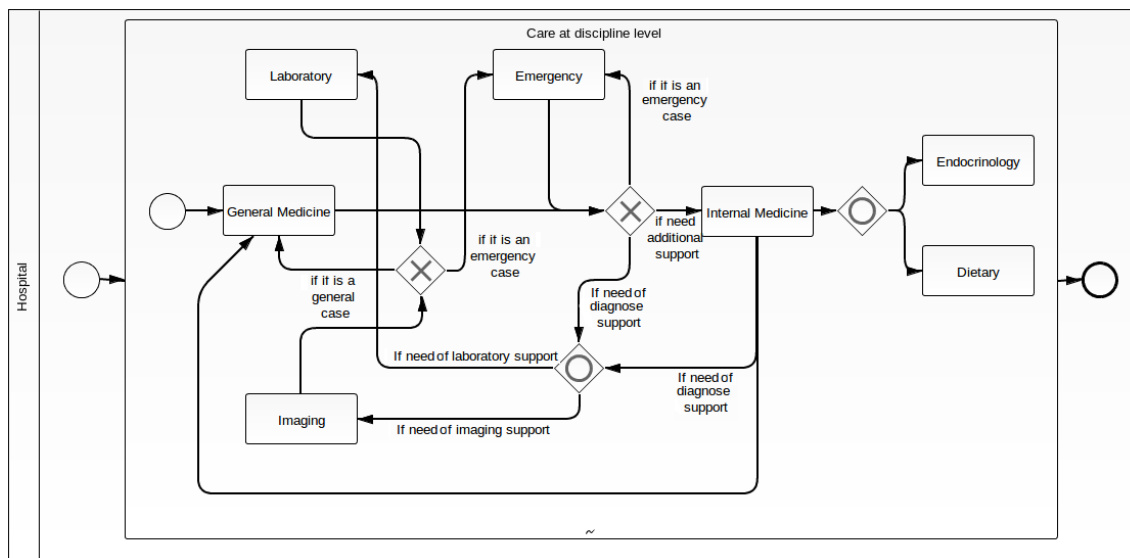 Care at discipline level
Laboratory
Emergency
if it is an
emergency
case
Endocrinology
General Medicine
Internal Medicine
if need
additional
support
if it is an
emergency
case
if it is a
general
case
Dietary
Hospital
If need of
diagnose
support
If need of laboratory support
If need of
diagnose
support
Imaging
If need of imaging support
~